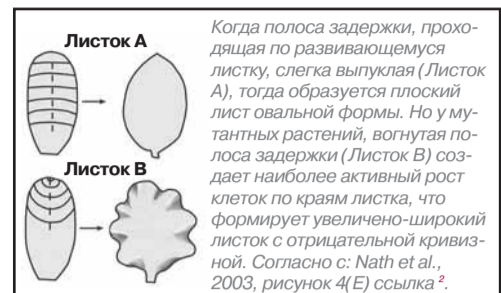 Листок А
Листок В
Когда полоса задержки, прохо-
дящая по развивающемуся
листку, слегка выпуклая (Листок
А), тогда образуется плоский
лист овальной формы. Но у му-
тантных растений, вогнутая по-
лоса задержки (Листок В) соз-
дает наиболее активный рост
клеток по краям листка, что
формирует увеличено-широкий
листок с отрицательной кривиз-
ной. Согласно с: Nath et al.,
2003, рисунок 4(E) ссылка ².